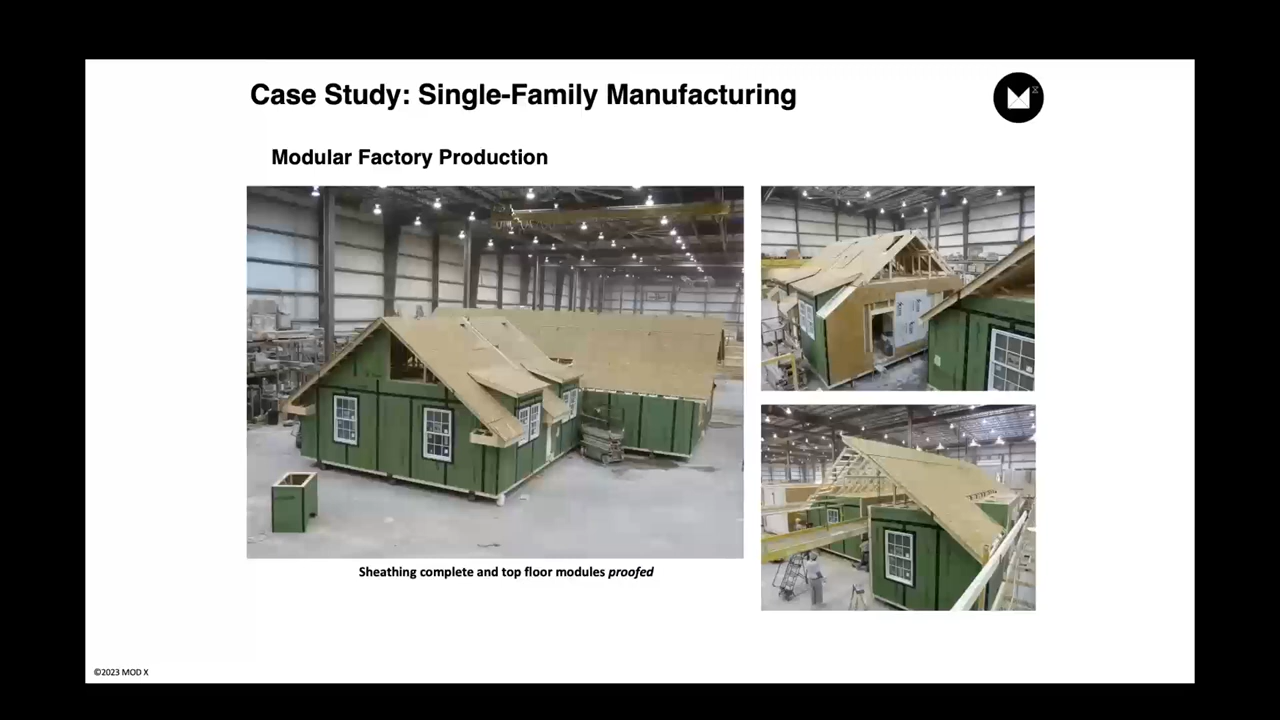 Case Study: Single-Family Manufacturing
Modular Factory Production
Sheathing complete and top floor modules proofed
©2023 MOD X